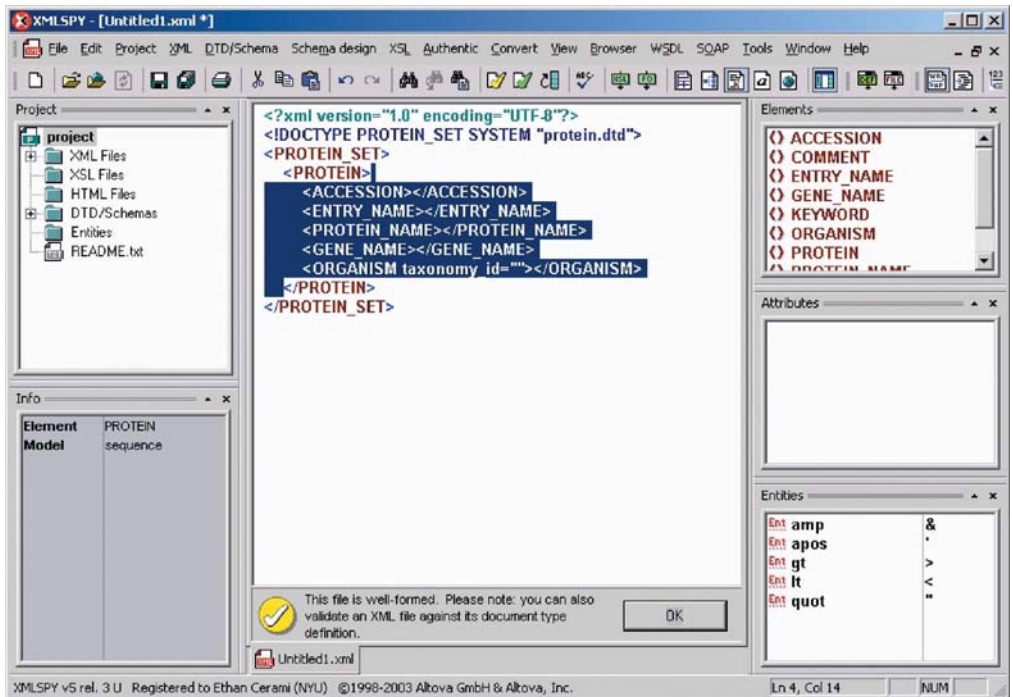 XMLSPY - [Untitled1.xml *]
File Edit Project XML DTD/Schema Schema design XSL Authentic Convert View Browser WSDL SOAP Tools Window Help
Project
project
XML Files
XSL Files
HTML Files
DTD/Schemas
Entities
README.txt
Info
Element PROTEIN
Model sequence
<?xml version="1.0" encoding="UTF-8"?>
<!DOCTYPE PROTEIN_SET SYSTEM "protein.dtd">
<PROTEIN_SET>
<PROTEIN>
<ACCESSION></ACCESSION>
<ENTRY_NAME></ENTRY_NAME>
<PROTEIN_NAME></PROTEIN_NAME>
<GENE_NAME></GENE_NAME>
<ORGANISM taxonomy_id=""></ORGANISM>
</PROTEIN>
</PROTEIN_SET>
This file is well-formed. Please note: you can also
validate an XML file against its document type
definition.
OK
Untitled1.xml
Elements
<> ACCESSION
<> COMMENT
<> ENTRY_NAME
<> GENE_NAME
<> KEYWORD
<> ORGANISM
<> PROTEIN
<> PROTEIN_NAME
Attributes
Entities
Ent amp &
Ent apos '
Ent gt >
Ent lt <
Ent quot "
XMLSPY v5 rel. 3 U Registered to Ethan Cerami (NYU) ©1998-2003 Altova GmbH & Altova, Inc.
Ln 4, Col 14 NUM